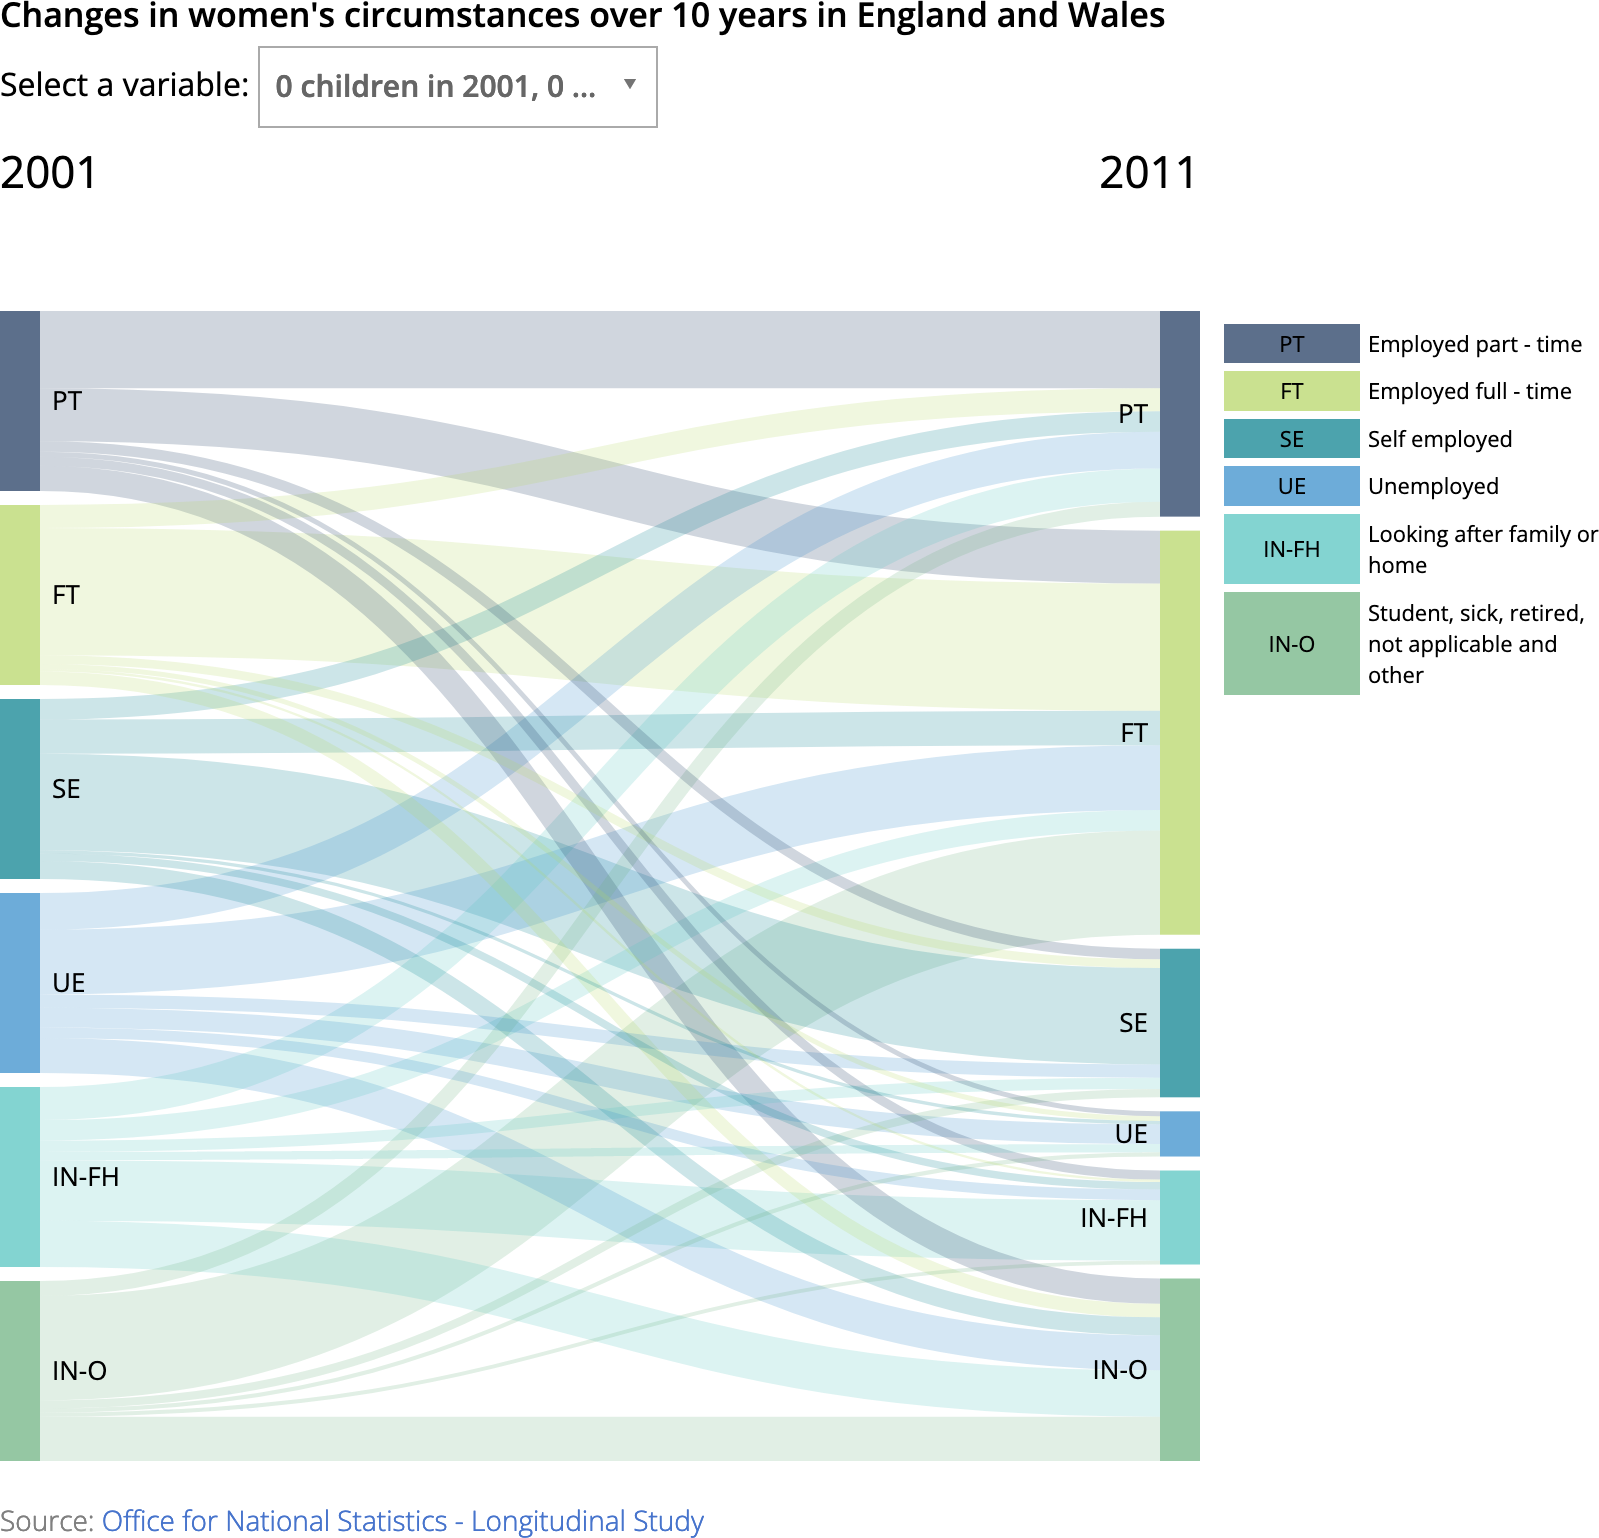 Changes in women's circumstances over 10 years in England and Wales
Select a variable: 0 children in 2001, 0 ...
2001 2011
PT
FT
SE
UE
IN-FH
IN-O
PT
FT
SE
UE
IN-FH
IN-O
PT Employed part - time
FT Employed full - time
SE Self employed
UE Unemployed
IN-FH Looking after family or
home
IN-O Student, sick, retired,
not applicable and
other
Source: Office for National Statistics - Longitudinal Study